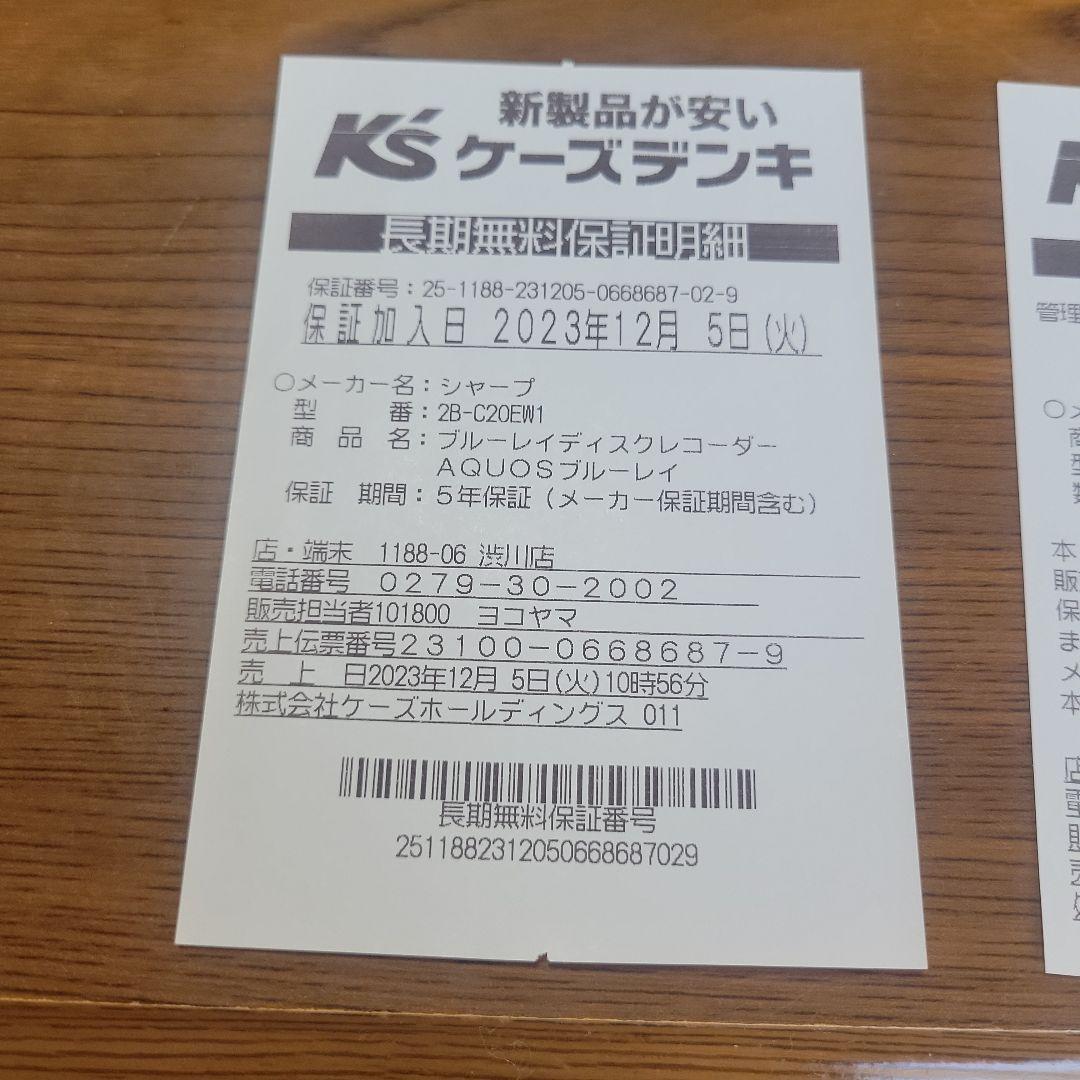 新製品が安い
K's ケーズデンキ
長期無料保証明細
保証番号：25-1188-231205-0668687-02-9
保証加入日 2023年12月 5日(火)
○メーカー名：シャープ
型　　番：2B-C20EW1
商 品 名：ブルーレイディスクレコーダー
AQUOSブルーレイ
保証 期間：5年保証（メーカー保証期間含む）
店・端末 1188-06 渋川店
電話番号 0279-30-2002
販売担当者101800 ヨコヤマ
売上伝票番号23100-0668687-9
売 上 日2023年12月 5日(火)10時56分
株式会社ケーズホールディングス 011
長期無料保証番号
2511882312050668687029
管理
本
販
保
ま
メ
本